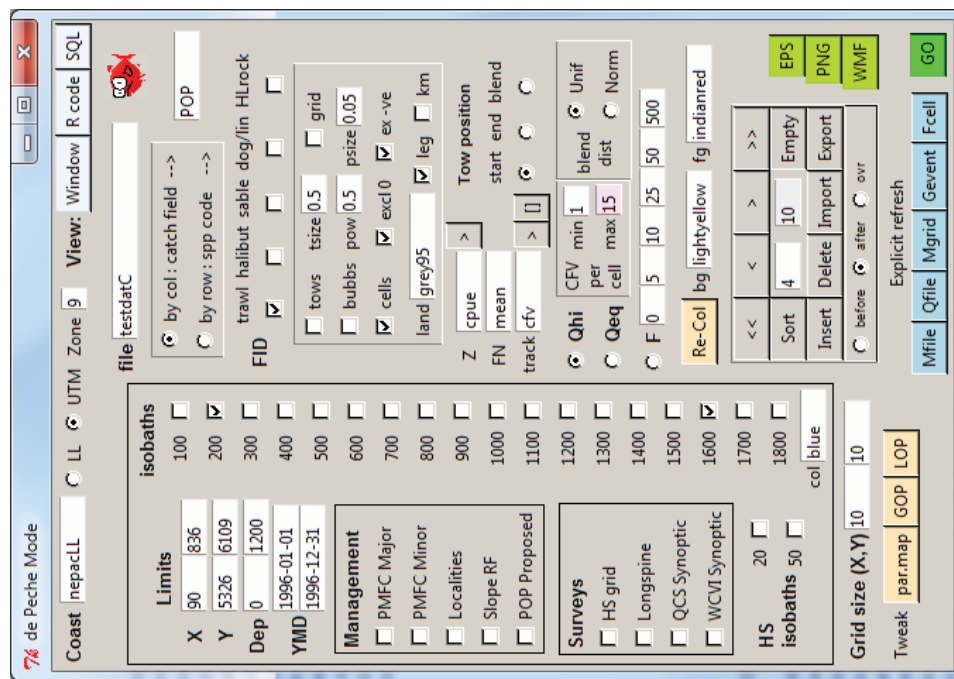 de Peche Mode
Coast nepacLL LL UTM Zone 9 View: Window R code SQL
Limits
X 90 836
Y 5326 6109
Dep 0 1200
YMD 1996-01-01
1996-12-31
Management
PMFC Major
PMFC Minor
Localities
Slope RF
POP Proposed
Surveys
HS grid
Longspine
QCS Synoptic
WCVI Synoptic
HS 20
isobaths 50
isobaths
100
200
300
400
500
600
700
800
900
1000
1100
1200
1300
1400
1500
1600
1700
1800
col blue
file testdatC
by col : catch field -->
by row : spp code -->
POP
trawl halibut sable dog/lin HLrock
FID
tows tsize 0.5 grid
bubbs pow 0.5 psize 0.05
cells excl 0 ex -ve
land grey95 leg km
Z cpue > Tow position
FN mean start end blend
track cfv > []
Qhi CFV min 1 blend Unif
Qeq per cell max 15 dist Norm
F 0 5 10 25 50 500
Re-Col bg lightyellow fg indianred
<< < > >>
Sort 4 10 Empty
Insert Delete Import Export
before after ovr
EPS
PNG
WMF
Grid size (X,Y) 10 10
Explicit refresh
Tweak par.map GOP LOP Mfile Qfile Mgrid Gevent Fcell GO